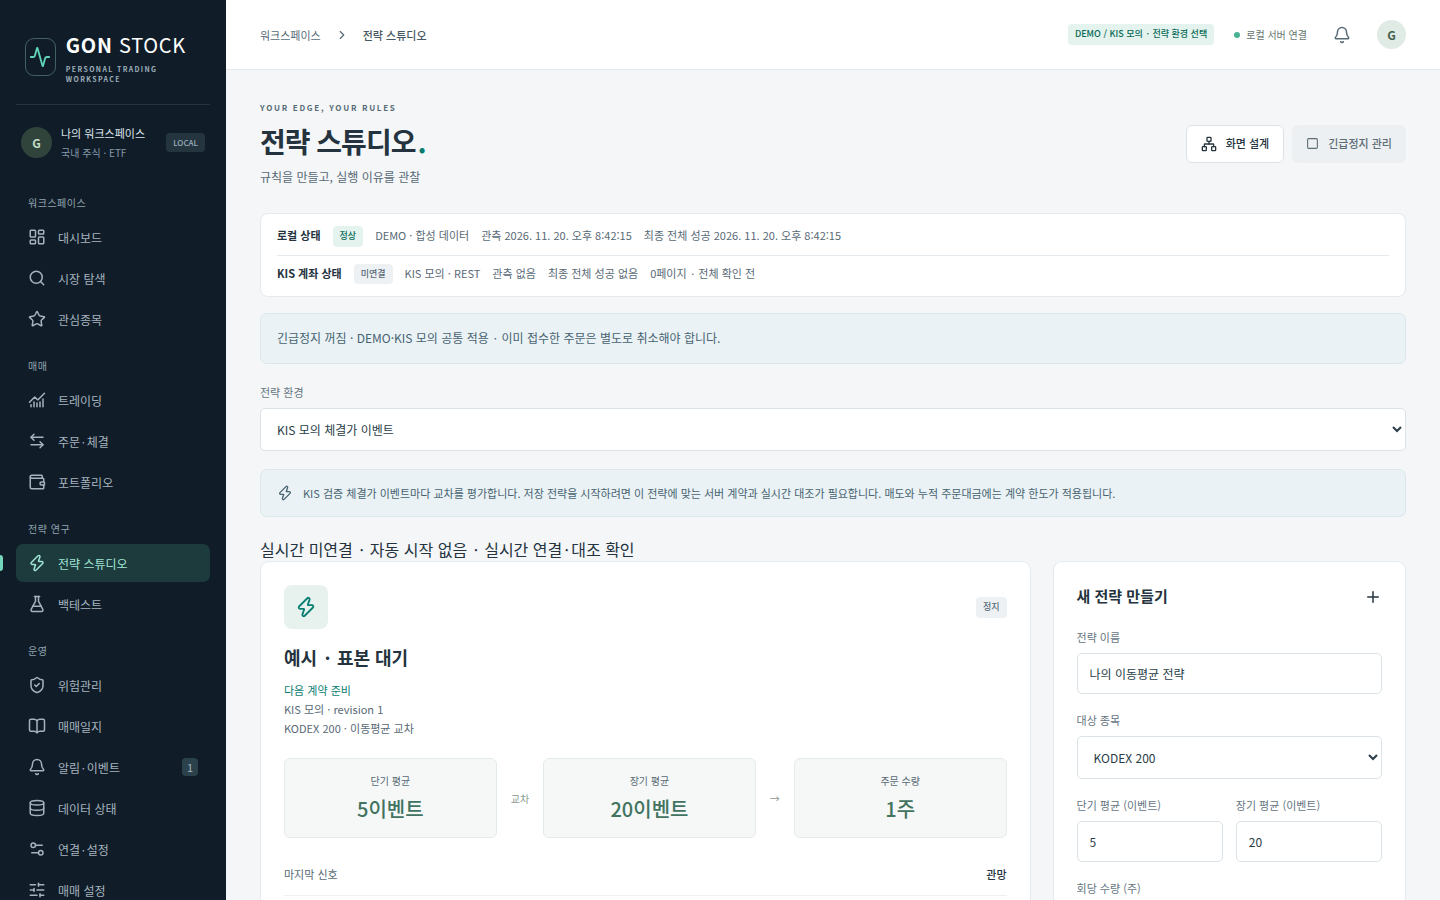 GON STOCK
PERSONAL TRADING
WORKSPACE
G
나의 워크스페이스
국내 주식 · ETF
LOCAL
워크스페이스
대시보드
시장 탐색
관심종목
매매
트레이딩
주문·체결
포트폴리오
전략 연구
전략 스튜디오
백테스트
운영
위험관리
매매일지
알림·이벤트
1
데이터 상태
연결·설정
매매 설정
워크스페이스
전략 스튜디오
DEMO / KIS 모의 · 전략 환경 선택
로컬 서버 연결
G
YOUR EDGE, YOUR RULES
전략 스튜디오.
규칙을 만들고, 실행 이유를 관찰
화면 설계
긴급정지 관리
로컬 상태 정상 DEMO · 합성 데이터 관측 2026. 11. 20. 오후 8:42:15 최종 전체 성공 2026. 11. 20. 오후 8:42:15
KIS 계좌 상태 미연결 KIS 모의 · REST 관측 없음 최종 전체 성공 없음 0페이지 · 전체 확인 전
긴급정지 꺼짐 · DEMO·KIS 모의 공통 적용 · 이미 접수한 주문은 별도로 취소해야 합니다.
전략 환경
KIS 모의 체결가 이벤트
KIS 검증 체결가 이벤트마다 교차를 평가합니다. 저장 전략을 시작하려면 이 전략에 맞는 서버 계약과 실시간 대조가 필요합니다. 매도와 누적 주문대금에는 계약 한도가 적용됩니다.
실시간 미연결 · 자동 시작 없음 · 실시간 연결·대조 확인
정지
예시 · 표본 대기
다음 계약 준비
KIS 모의 · revision 1
KODEX 200 · 이동평균 교차
단기 평균
5이벤트
교차
장기 평균
20이벤트
→
주문 수량
1주
마지막 신호
관망
새 전략 만들기
전략 이름
나의 이동평균 전략
대상 종목
KODEX 200
단기 평균 (이벤트)
장기 평균 (이벤트)
5
20
회당 수량 (주)